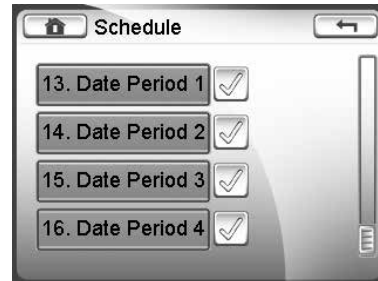 Schedule
13. Date Period 1
14. Date Period 2
15. Date Period 3
16. Date Period 4